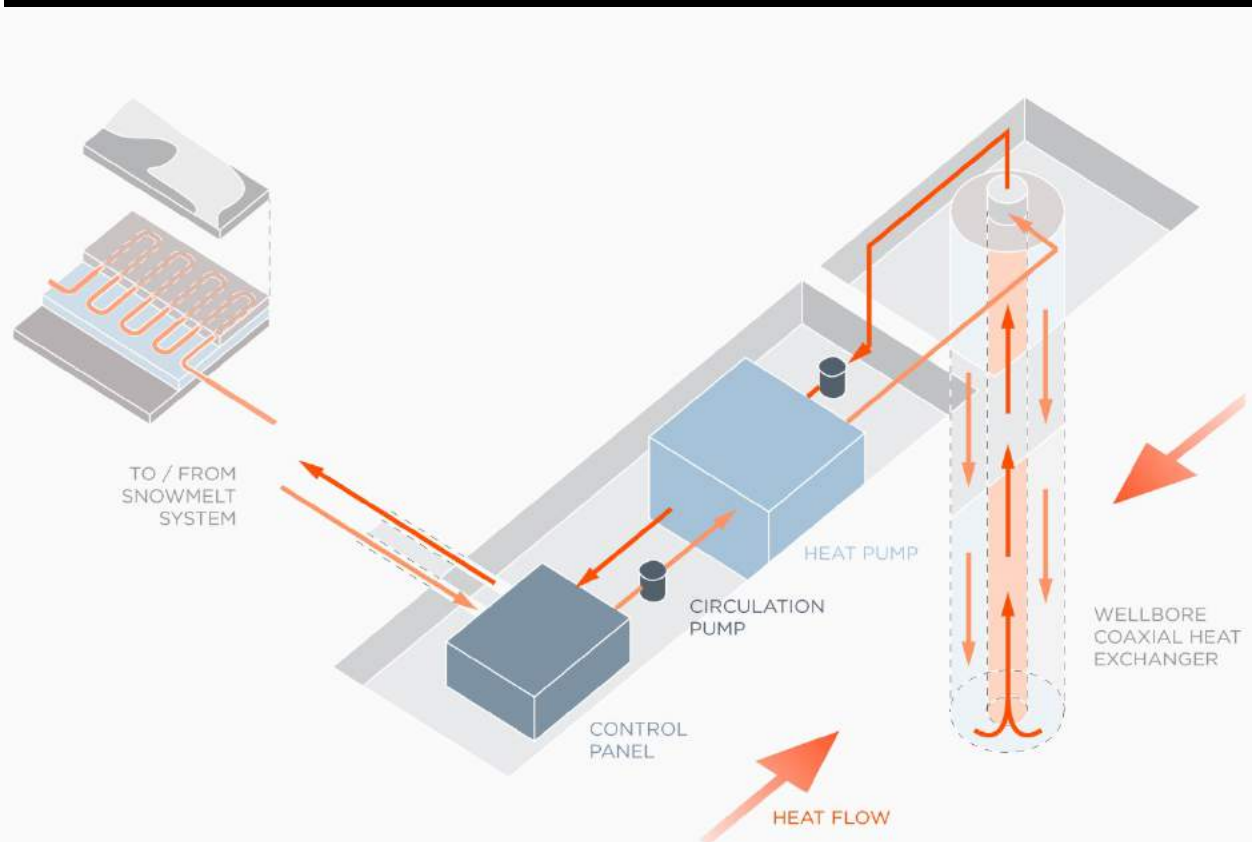 TO / FROM
SNOWMELT
SYSTEM
HEAT PUMP
CIRCULATION
PUMP
WELLBORE
COAXIAL HEAT
EXCHANGER
CONTROL
PANEL
HEAT FLOW